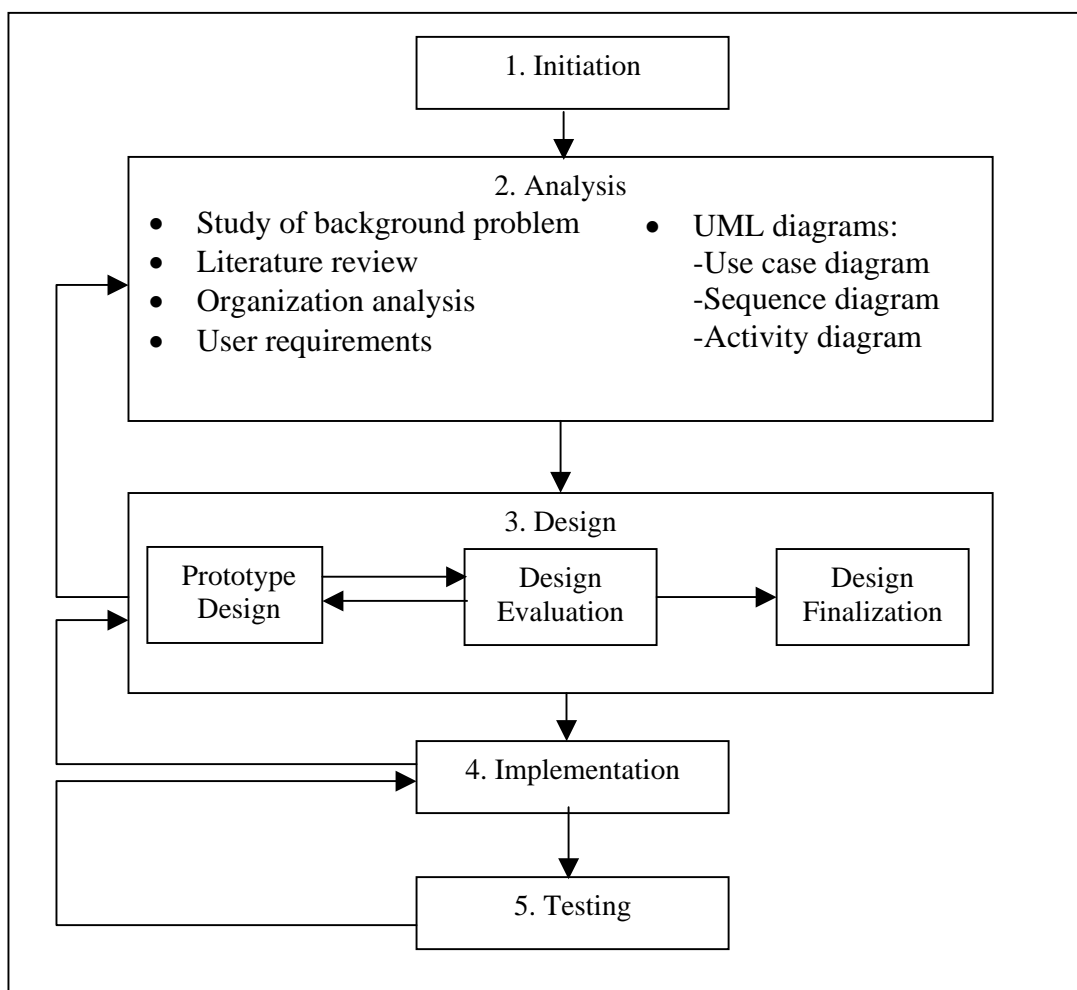 1. Initiation
2. Analysis
• Study of background problem
• Literature review
• Organization analysis
• User requirements
• UML diagrams:
-Use case diagram
-Sequence diagram
-Activity diagram
3. Design
Prototype
Design
Design
Evaluation
Design
Finalization
4. Implementation
5. Testing